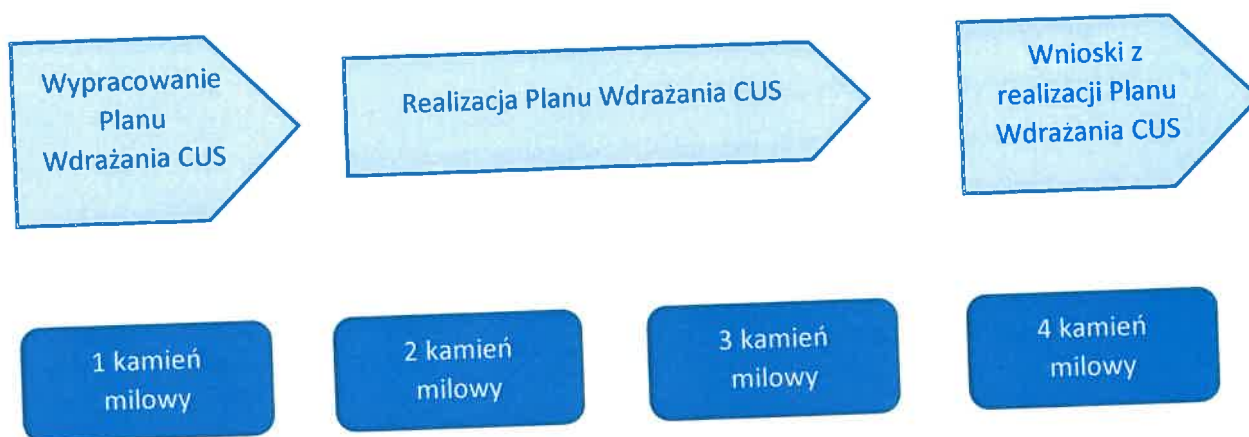 Wypracowanie
Planu
Wdrażania CUS
Realizacja Planu Wdrażania CUS
Wnioski z
realizacji Planu
Wdrażania CUS
1 kamień
milowy
2 kamień
milowy
3 kamień
milowy
4 kamień
milowy